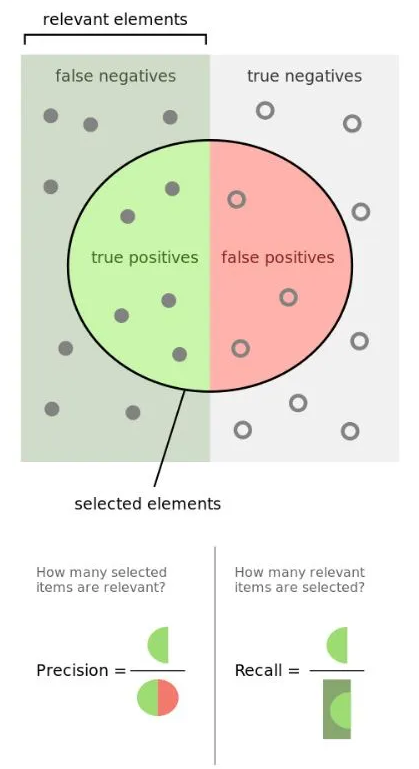 relevant elements
false negatives
true negatives
true positives
false positives
selected elements
How many selected
items are relevant?
How many relevant
items are selected?
Precision =
Recall =